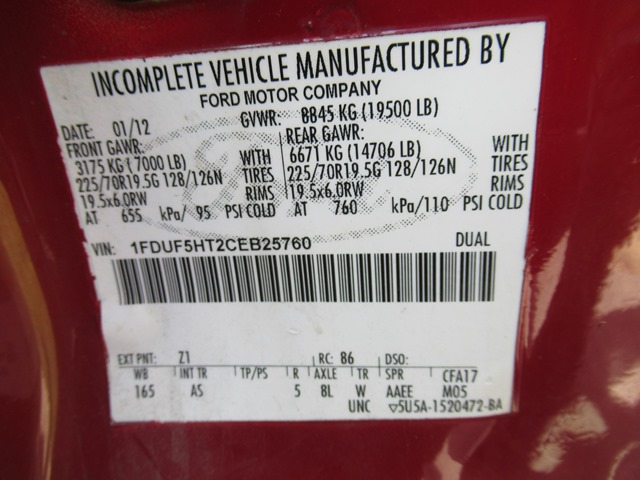 INCOMPLETE VEHICLE MANUFACTURED BY
FORD MOTOR COMPANY
DATE: 01/12 GVWR: 8845 KG (19500 LB)
FRONT GAWR: REAR GAWR:
3175 KG (7000 LB) WITH 6671 KG (14706 LB) WITH
225/70R19.5G 128/126N TIRES 225/70R19.5G 128/126N TIRES
19.5x6.0RW RIMS 19.5x6.0RW RIMS
AT 655 kPa/ 95 PSI COLD AT 760 kPa/110 PSI COLD
VIN: 1FDUF5HT2CEB25760 DUAL
EXT PNT: Z1 RC: 86 DSO:
WB INT TR TP/PS R AXLE TR SPR CFA17
165 AS 5 8L W AAEE M05
UNC ▽5U5A-1520472-BA